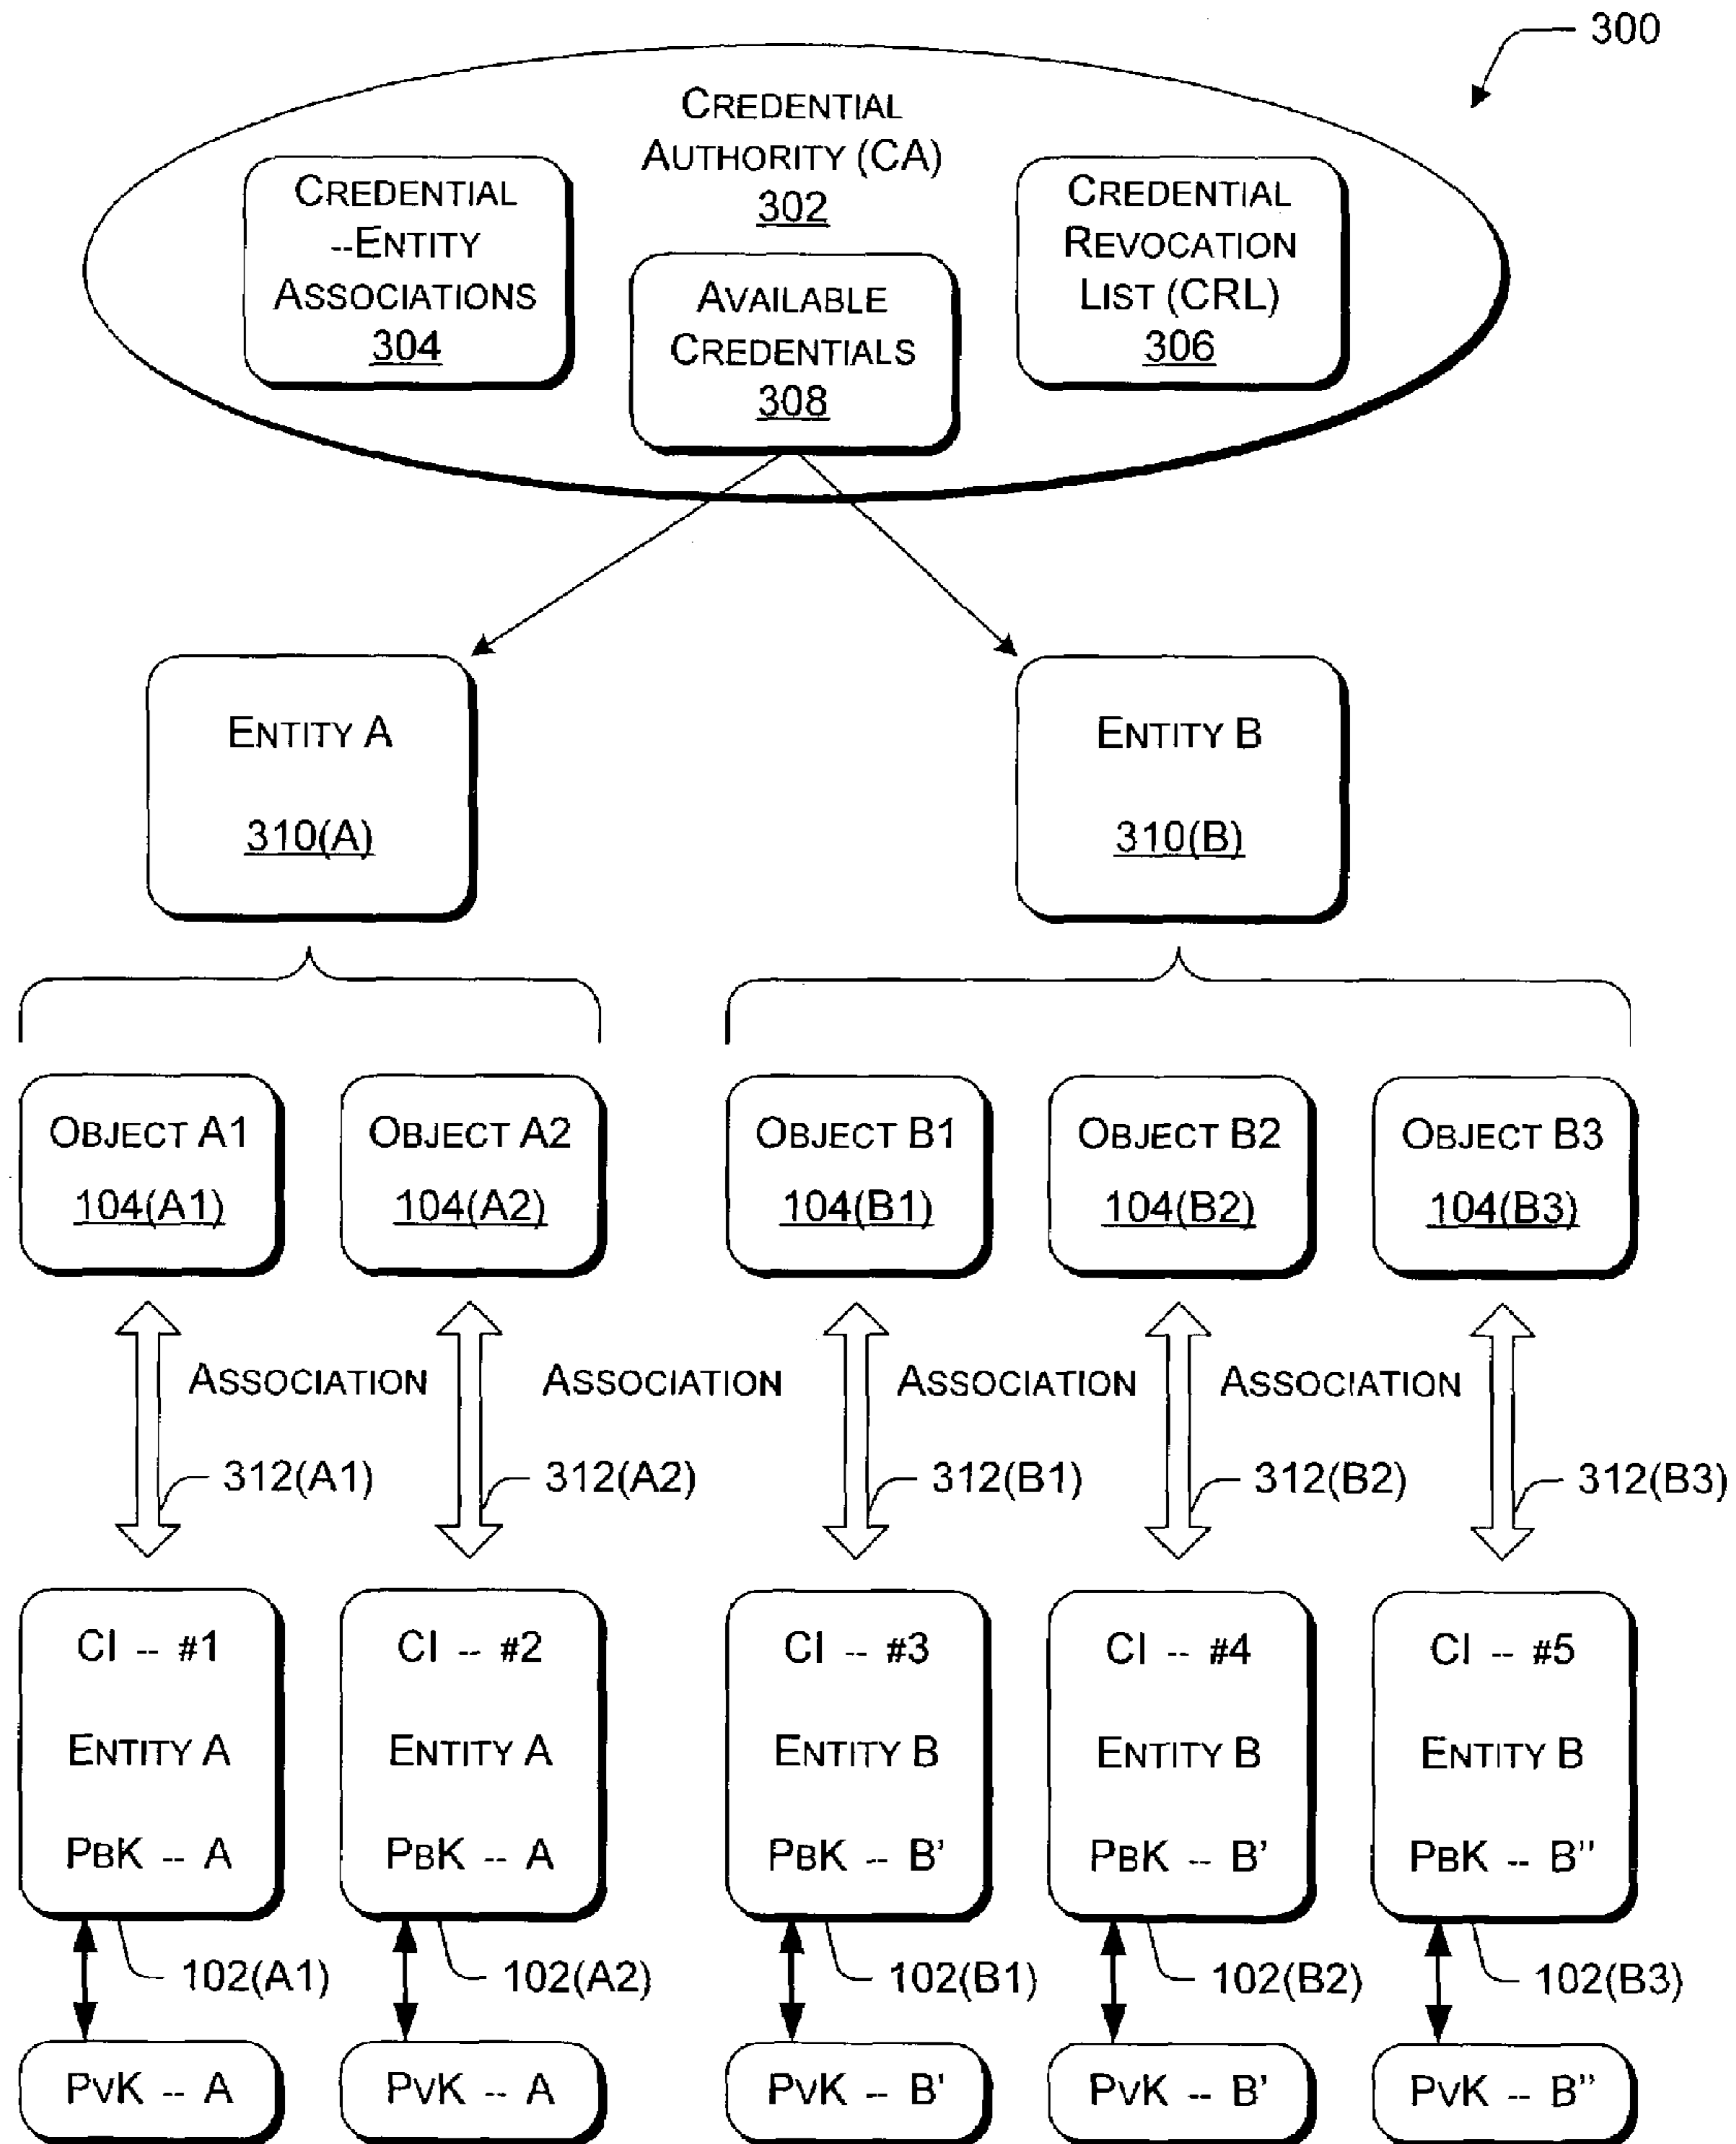 300
CREDENTIAL
AUTHORITY (CA)
302
CREDENTIAL
--ENTITY
ASSOCIATIONS
304
AVAILABLE
CREDENTIALS
308
CREDENTIAL
REVOCATION
LIST (CRL)
306
ENTITY A
310(A)
ENTITY B
310(B)
OBJECT A1
104(A1)
OBJECT A2
104(A2)
OBJECT B1
104(B1)
OBJECT B2
104(B2)
OBJECT B3
104(B3)
ASSOCIATION
312(A1)
ASSOCIATION
312(A2)
ASSOCIATION
312(B1)
ASSOCIATION
312(B2)
312(B3)
CI -- #1
ENTITY A
PBK -- A
102(A1)
PVK -- A
CI -- #2
ENTITY A
PBK -- A
102(A2)
PVK -- A
CI -- #3
ENTITY B
PBK -- B'
102(B1)
PVK -- B'
CI -- #4
ENTITY B
PBK -- B'
102(B2)
PVK -- B'
CI -- #5
ENTITY B
PBK -- B''
102(B3)
PVK -- B''